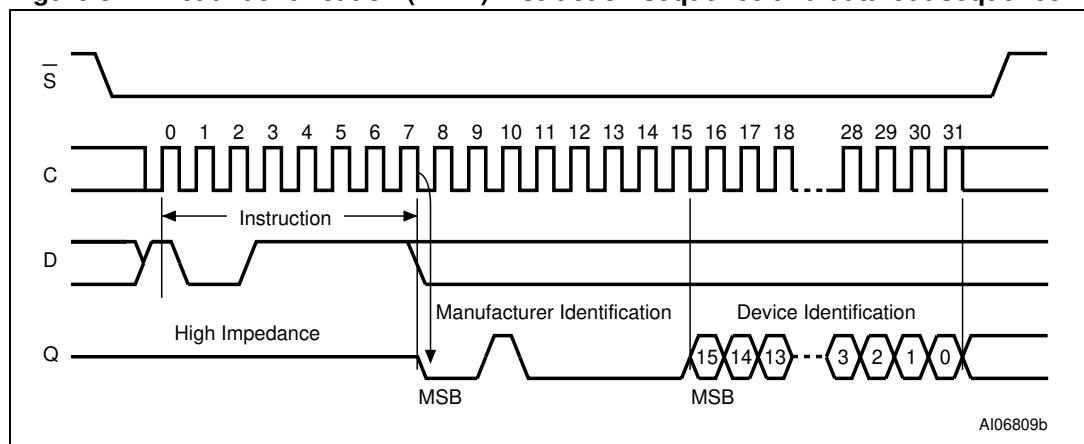 S
0 1 2 3 4 5 6 7 8 9 10 11 12 13 14 15 16 17 18 28 29 30 31
C
Instruction
D
Manufacturer Identification Device Identification
High Impedance
Q
15 14 13 3 2 1 0
MSB MSB
AI06809b